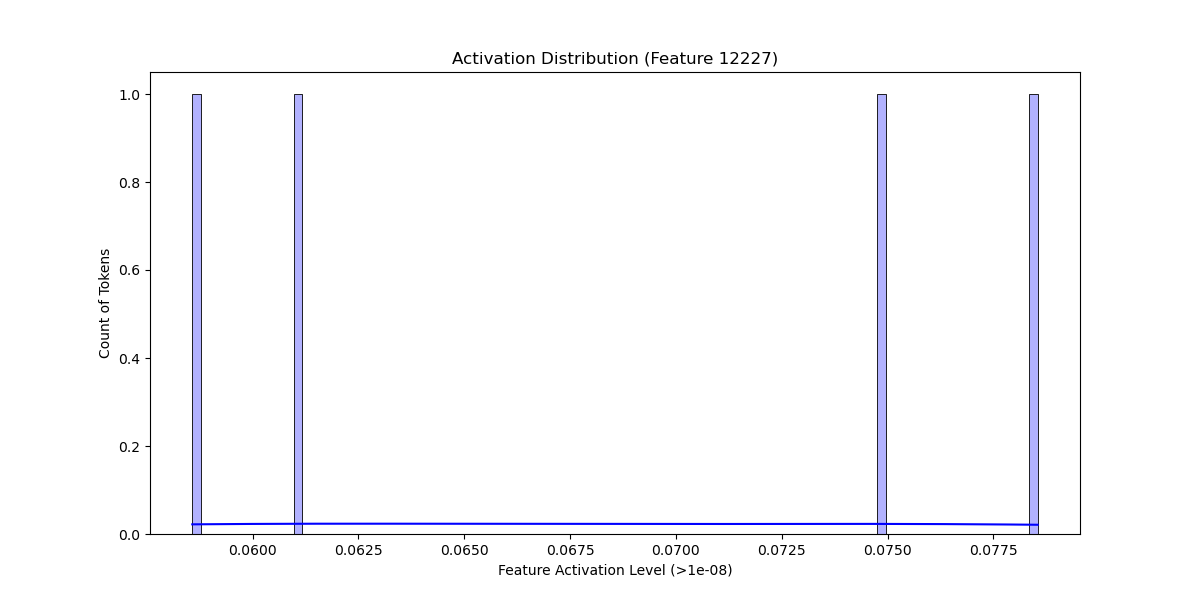 Activation Distribution (Feature 12227)
1.0
0.8
0.6
0.4
0.2
0.0
Count of Tokens
0.0600 0.0625 0.0650 0.0675 0.0700 0.0725 0.0750 0.0775
Feature Activation Level (>1e-08)